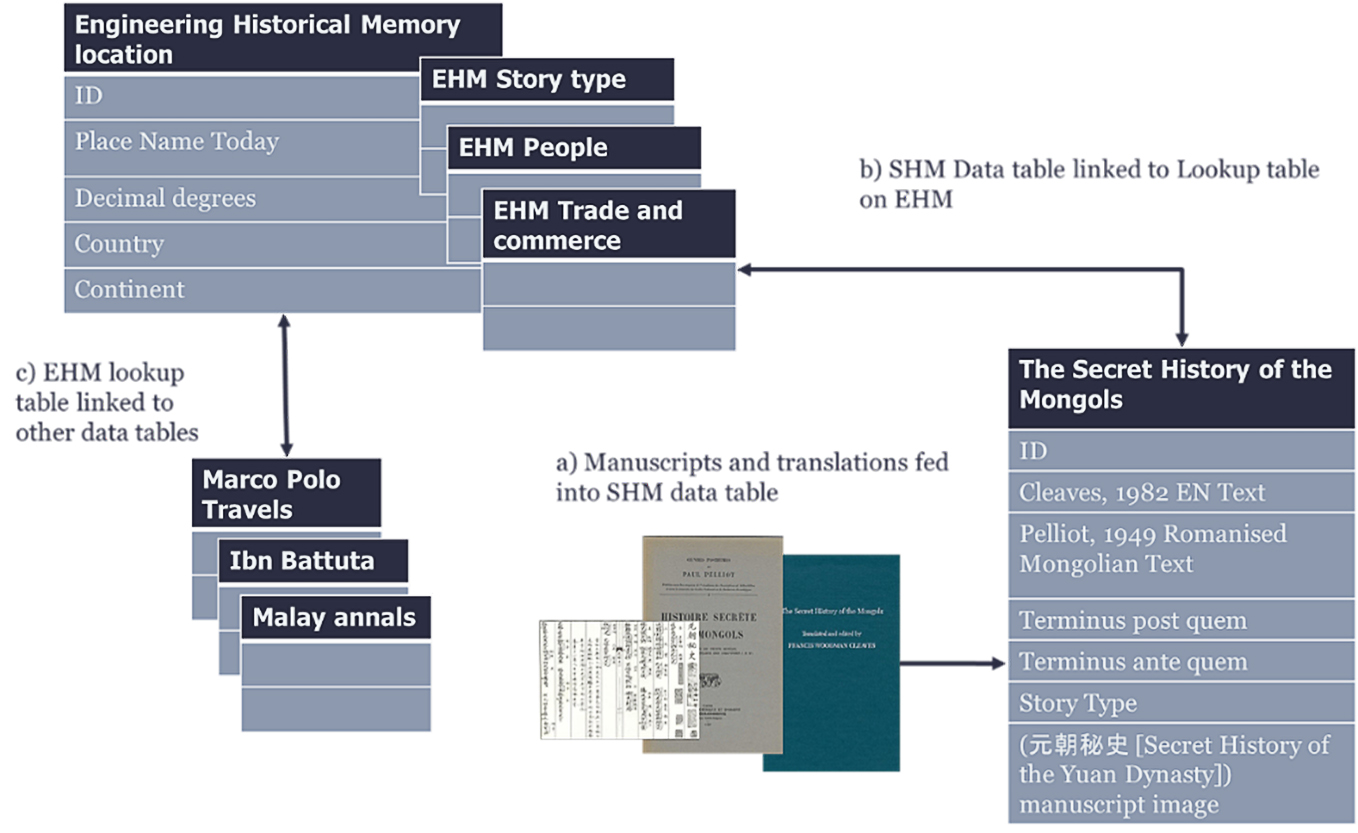 Engineering Historical Memory
location
ID
Place Name Today
Decimal degrees
Country
Continent
EHM Story type
EHM People
EHM Trade and
commerce
b) SHM Data table linked to Lookup table
on EHM
c) EHM lookup
table linked to
other data tables
Marco Polo
Travels
Ibn Battuta
Malay annals
a) Manuscripts and translations fed
into SHM data table
PAUL PELLIOT
HISTOIRE SECRÈTE
MONGOLS
The Secret History of the Mongols
Translated and edited by
FRANCIS WOODMAN CLEAVES
元朝秘史
The Secret History of the
Mongols
ID
Cleaves, 1982 EN Text
Pelliot, 1949 Romanised
Mongolian Text
Terminus post quem
Terminus ante quem
Story Type
(元朝秘史 [Secret History of
the Yuan Dynasty])
manuscript image